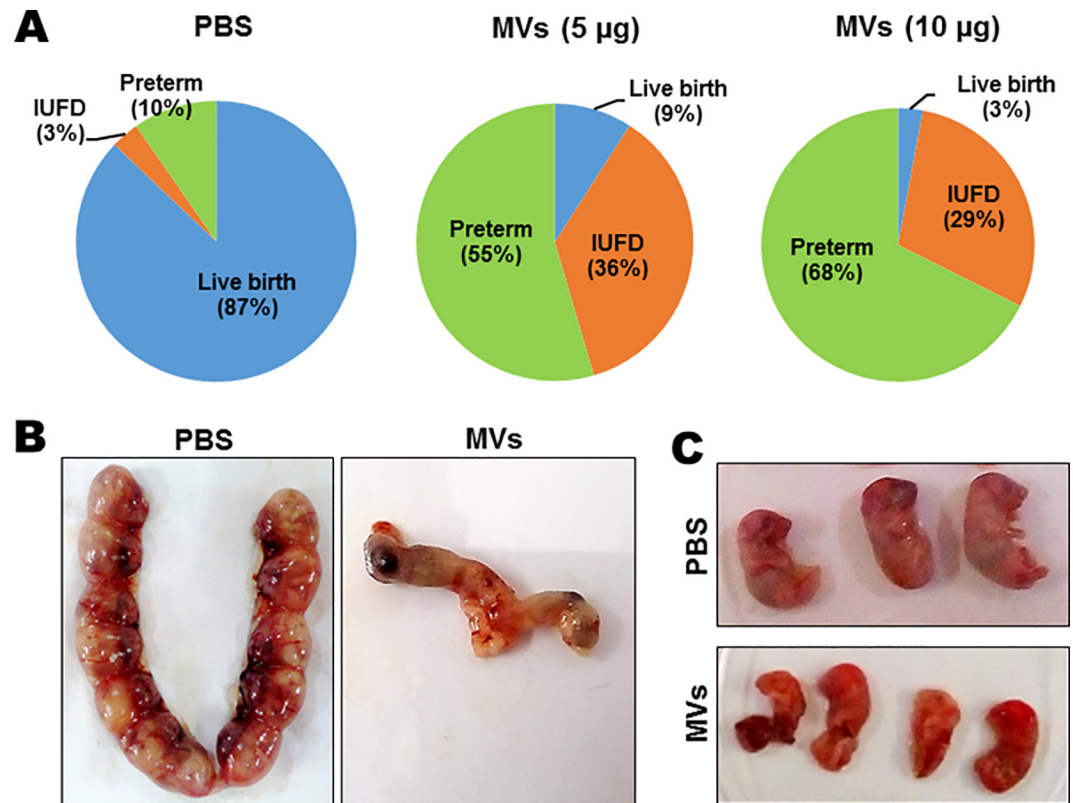 A
PBS
MVs (5 µg)
MVs (10 µg)
Preterm
(10%)
IUFD
(3%)
Live birth
(87%)
Live birth
(9%)
Preterm
(55%)
IUFD
(36%)
Live birth
(3%)
IUFD
(29%)
Preterm
(68%)
B
PBS
MVs
C
PBS
MVs